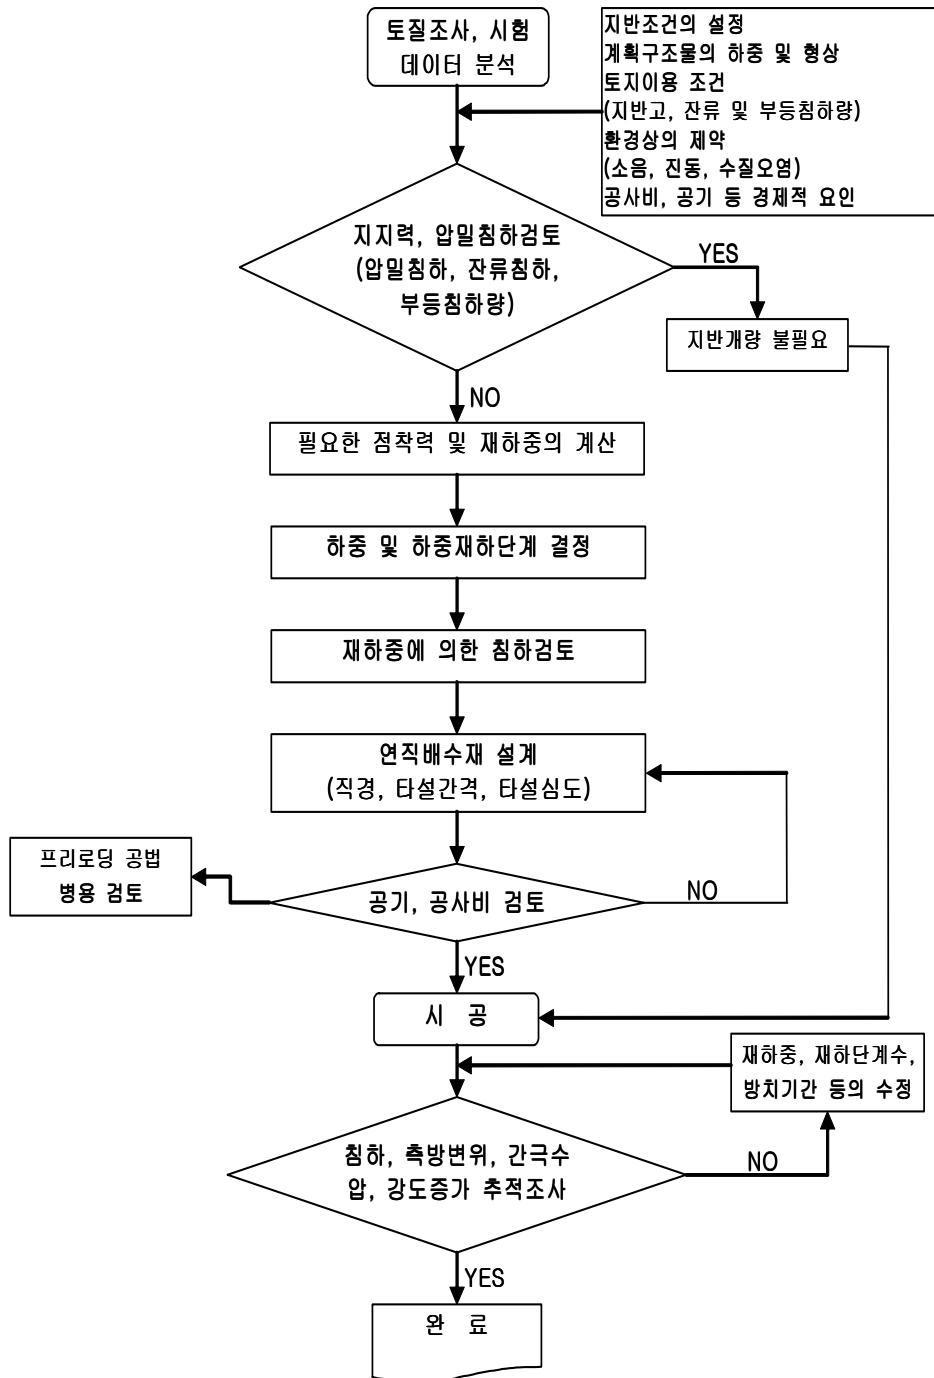 토질조사, 시험
데이터 분석
지반조건의 설정
계획구조물의 하중 및 형상
토지이용 조건
(지반고, 잔류 및 부등침하량)
환경상의 제약
(소음, 진동, 수질오염)
공사비, 공기 등 경제적 요인
지지력, 압밀침하검토
(압밀침하, 잔류침하,
부등침하량)
YES
지반개량 불필요
NO
필요한 점착력 및 재하중의 계산
하중 및 하중재하단계 결정
재하중에 의한 침하검토
연직배수재 설계
(직경, 타설간격, 타설심도)
프리로딩 공법
병용 검토
공기, 공사비 검토
NO
YES
시 공
재하중, 재하단계수,
방치기간 등의 수정
침하, 측방변위, 간극수
압, 강도증가 추적조사
NO
YES
완 료